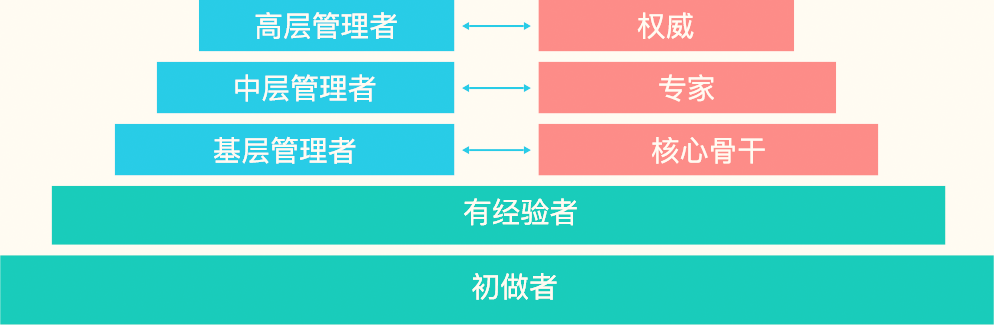 高层管理者
权威
中层管理者
专家
基层管理者
核心骨干
有经验者
初做者